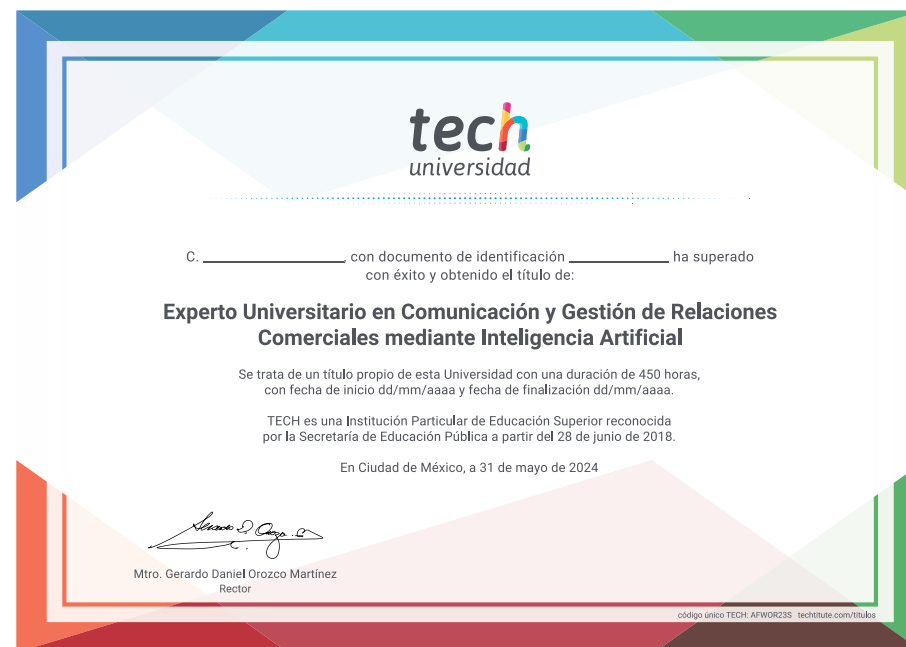 tech
universidad
C. ____________, con documento de identificación ____________ ha superado
con éxito y obtenido el título de:
Experto Universitario en Comunicación y Gestión de Relaciones
Comerciales mediante Inteligencia Artificial
Se trata de un título propio de esta Universidad con una duración de 450 horas,
con fecha de inicio dd/mm/aaaa y fecha de finalización dd/mm/aaaa.
TECH es una Institución Particular de Educación Superior reconocida
por la Secretaría de Educación Pública a partir del 28 de junio de 2018.
En Ciudad de México, a 31 de mayo de 2024
Mtro. Gerardo Daniel Orozco Martínez
Rector
código único TECH: AFWOR23S techtitute.com/titulos